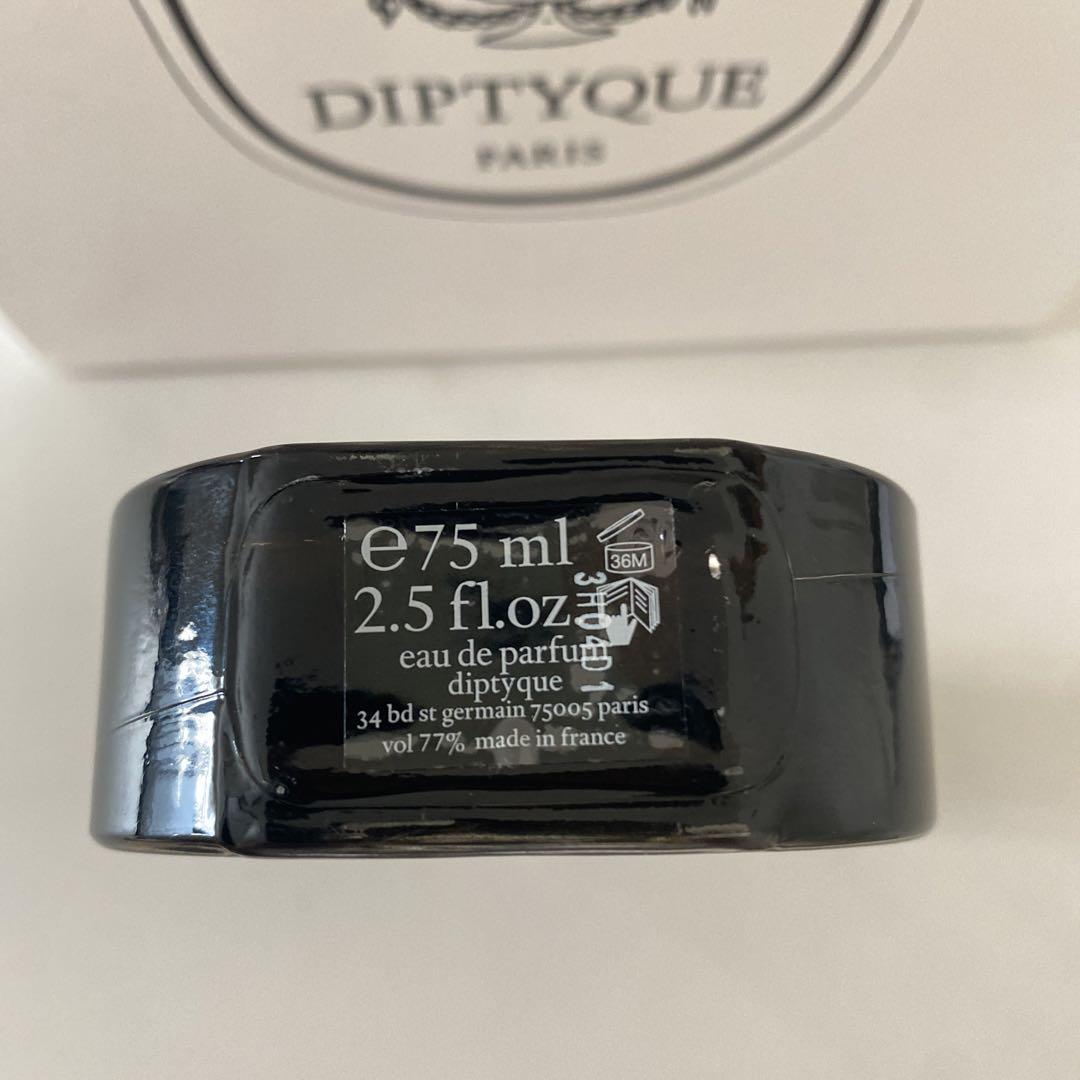 DIPTYQUE
PARIS
e75 ml
36M
2.5 fl.oz
3H04D1
eau de parfum
diptyque
34 bd st germain 75005 paris
vol 77% made in france